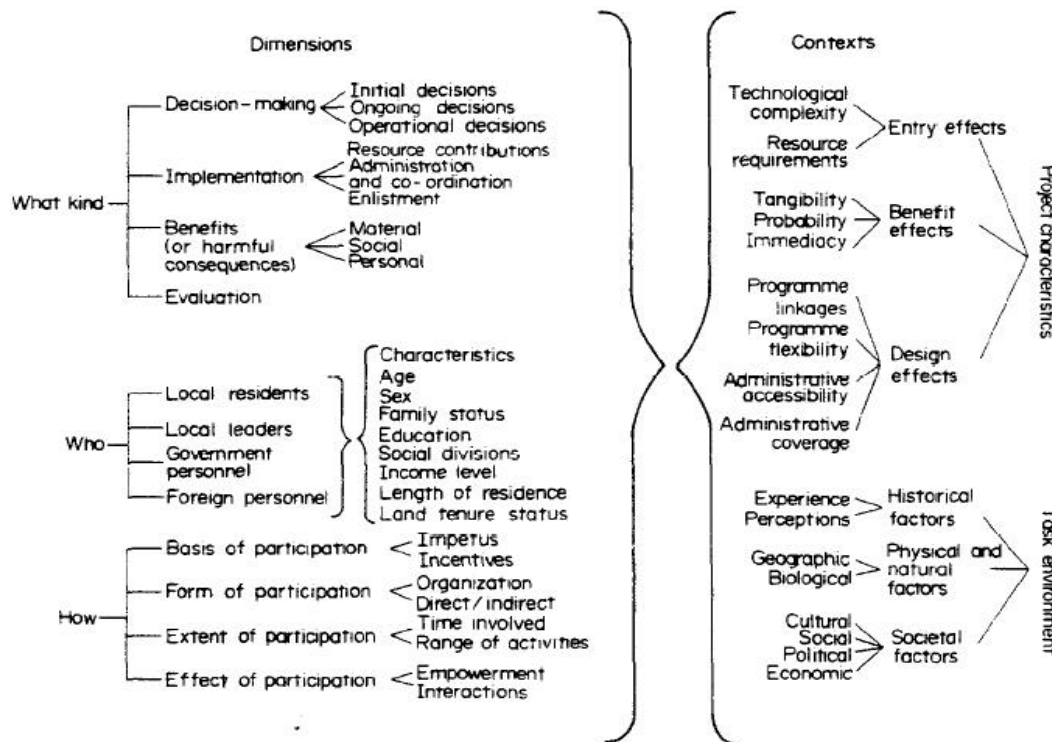 Dimensions
What kind
Decision-making
Initial decisions
Ongoing decisions
Operational decisions
Implementation
Resource contributions
Administration
and co-ordination
Enlistment
Benefits
(or harmful
consequences)
Material
Social
Personal
Evaluation
Who
Local residents
Local leaders
Government
personnel
Foreign personnel
Characteristics
Age
Sex
Family status
Education
Social divisions
Income level
Length of residence
Land tenure status
How
Basis of participation
Impetus
Incentives
Form of participation
Organization
Direct/indirect
Extent of participation
Time involved
Range of activities
Effect of participation
Empowerment
Interactions
Contexts
Technological
complexity
Resource
requirements
Entry effects
Tangibility
Probability
Immediacy
Benefit
effects
Programme
linkages
Programme
flexibility
Administrative
accessibility
Administrative
coverage
Design
effects
Project characteristics
Experience
Perceptions
Historical
factors
Geographic
Biological
Physical and
natural
factors
Cultural
Social
Political
Economic
Societal
factors
Task environment